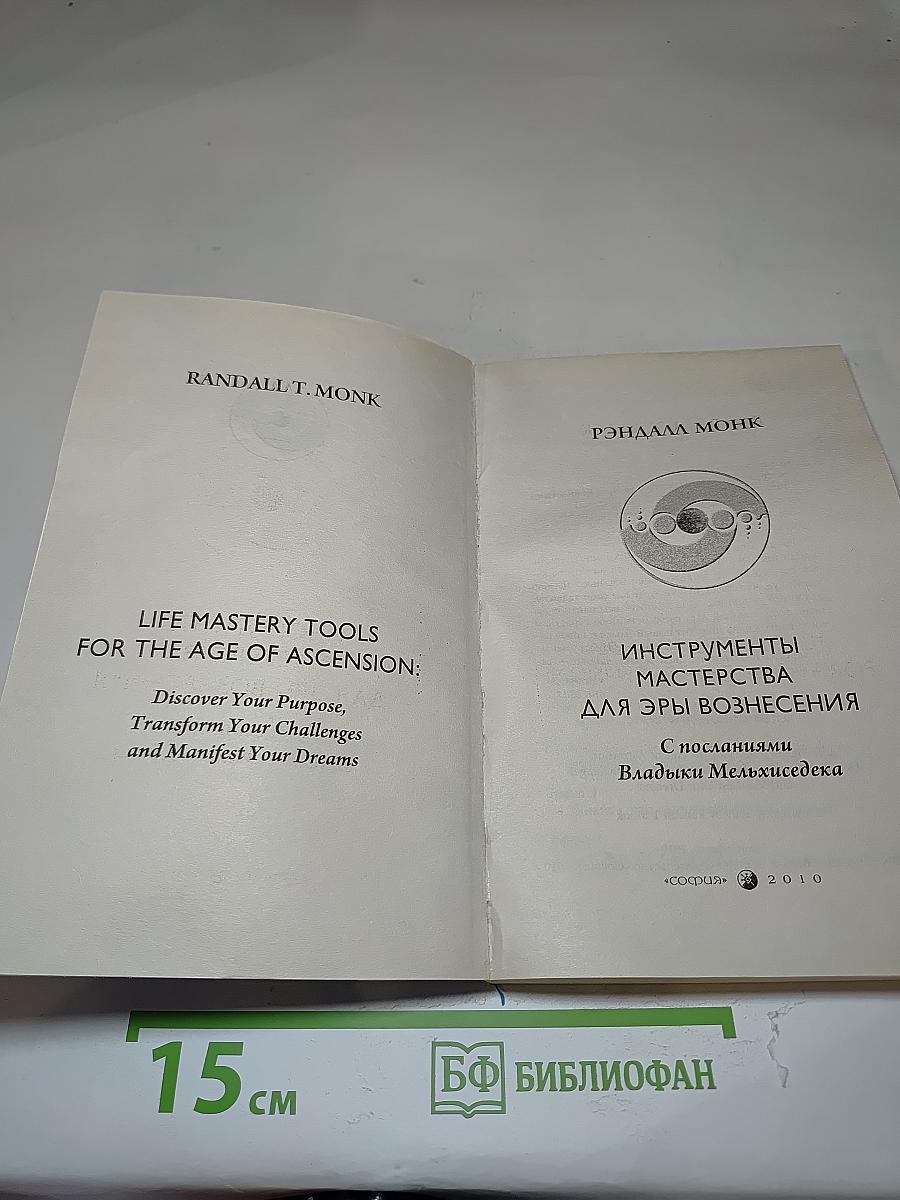 RANDALL T. MONK
LIFE MASTERY TOOLS
FOR THE AGE OF ASCENSION:
Discover Your Purpose,
Transform Your Challenges
and Manifest Your Dreams
РЭНДАЛЛ МОНК
ИНСТРУМЕНТЫ
МАСТЕРСТВА
ДЛЯ ЭРЫ ВОЗНЕСЕНИЯ
С посланиями
Владыки Мельхиседека
«СОФИЯ» 2010
15 см
БФ БИБЛИОФАН